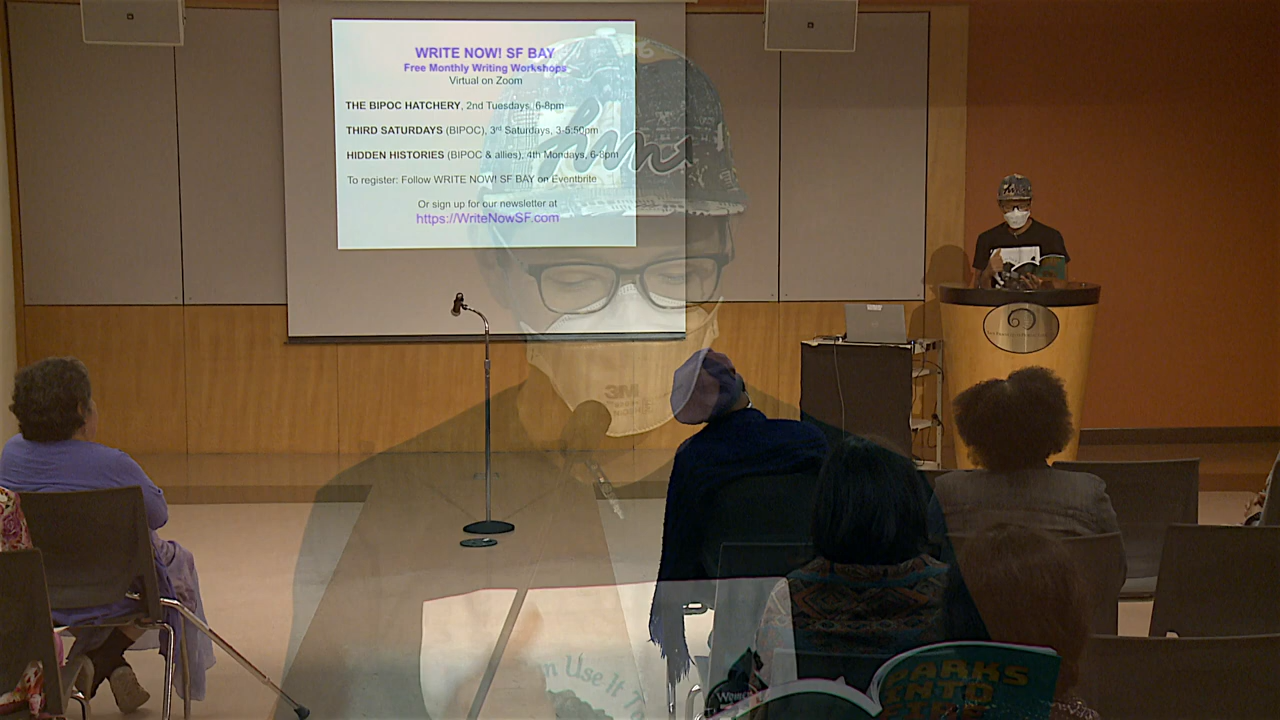 WRITE NOW! SF BAY
Free Monthly Writing Workshops
Virtual on Zoom
THE BIPOC HATCHERY, 2nd Tuesdays, 6-8pm
THIRD SATURDAYS (BIPOC), 3rd Saturdays, 3-5:50pm
HIDDEN HISTORIES (BIPOC & allies), 4th Mondays, 6-8pm
To register: Follow WRITE NOW! SF BAY on Eventbrite
Or sign up for our newsletter at
https://WriteNowSF.com
3M
Use It To